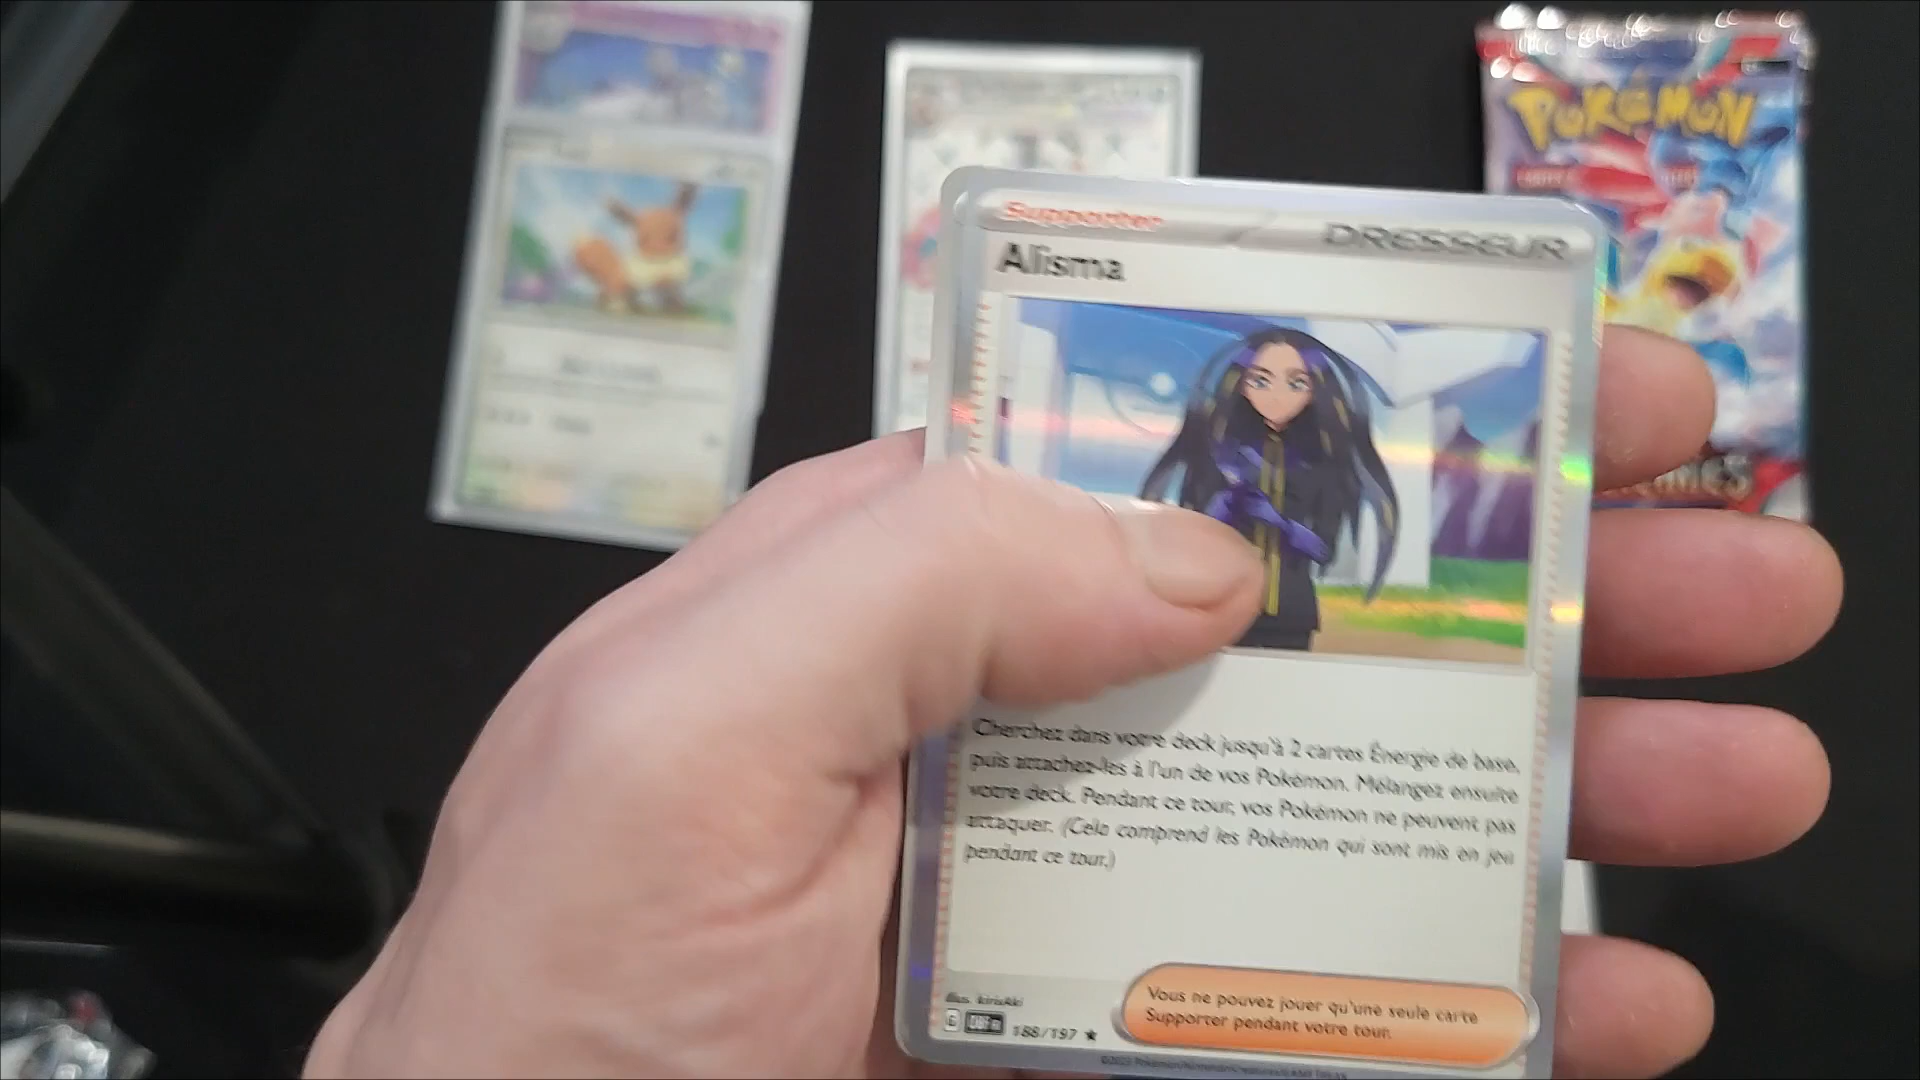 POKÉMON
Supporter
DRESSEUR
Alisma
Cherchez dans votre deck jusqu'à 2 cartes Énergie de base,
puis attachez-les à l'un de vos Pokémon. Mélangez ensuite
votre deck. Pendant ce tour, vos Pokémon ne peuvent pas
attaquer. (Cela comprend les Pokémon qui sont mis en jeu
pendant ce tour.)
Illus. kirisAki
G
188/197 ★
Vous ne pouvez jouer qu'une seule carte
Supporter pendant votre tour.